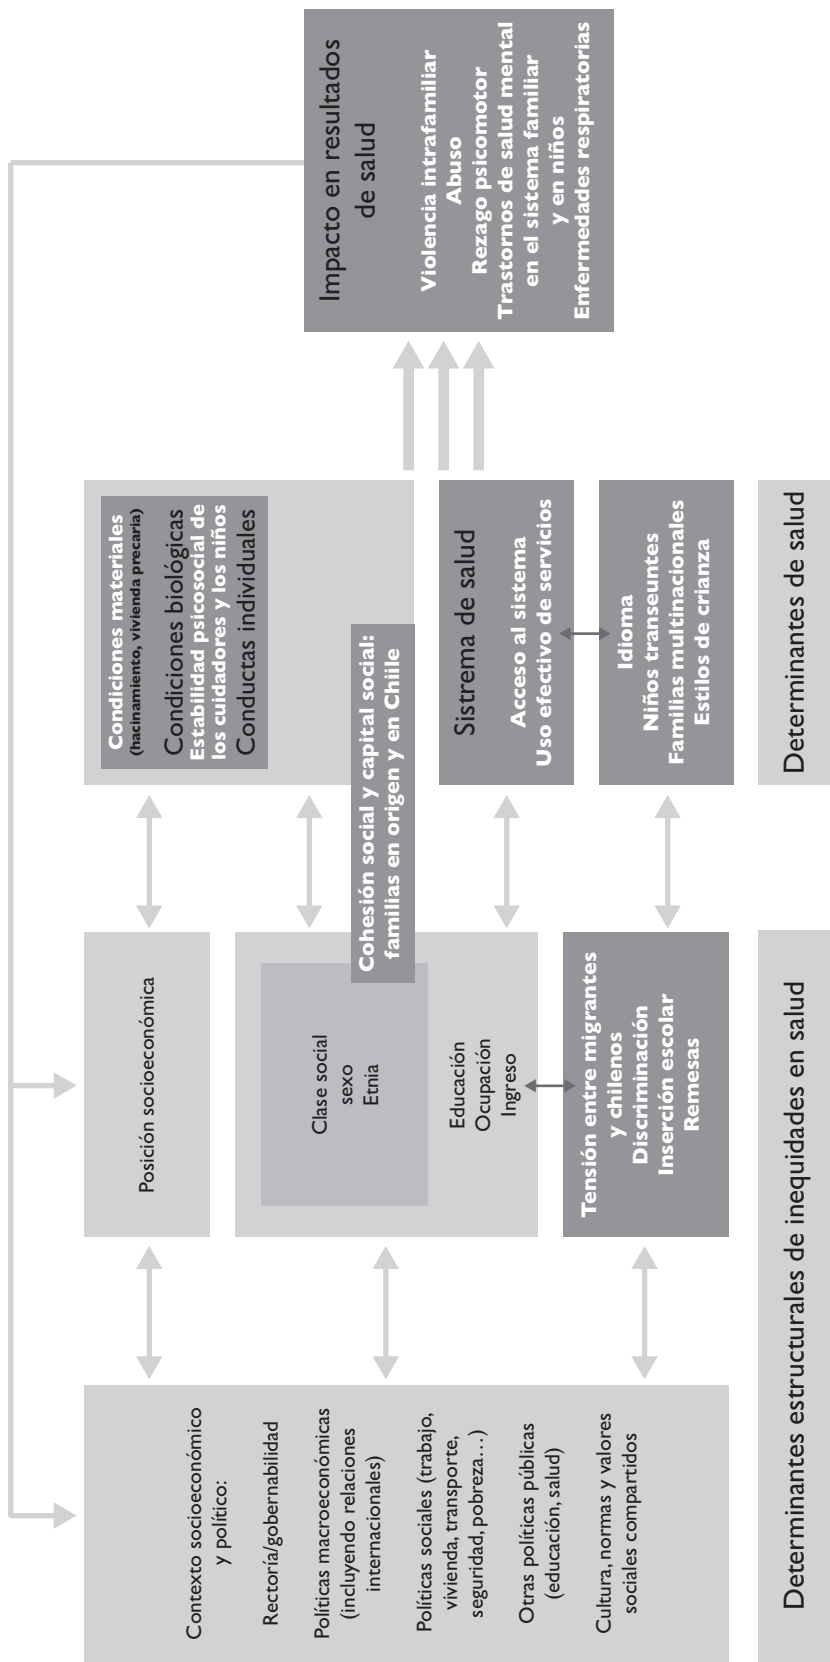 Contexto socioeconómico
y político:
Rectoría/gobernabilidad
Políticas macroeconómicas
(incluyendo relaciones
internacionales)
Políticas sociales (trabajo,
vivienda, transporte,
seguridad, pobreza…)
Otras políticas públicas
(educación, salud)
Cultura, normas y valores
sociales compartidos
Posición socioeconómica
Clase social
sexo
Etnia
Educación
Ocupación
Ingreso
Tensión entre migrantes
y chilenos
Discriminación
Inserción escolar
Remesas
Cohesión social y capital social:
familias en origen y en Chiile
Condiciones materiales
(hacinamiento, vivienda precaria)
Condiciones biológicas
Estabilidad psicosocial de
los cuidadores y los niños
Conductas individuales
Sistrema de salud
Acceso al sistema
Uso efectivo de servicios
Idioma
Niños transeuntes
Familias multinacionales
Estilos de crianza
Impacto en resultados
de salud
Violencia intrafamiliar
Abuso
Rezago psicomotor
Trastornos de salud mental
en el sistema familiar
y en niños
Enfermedades respiratorias
Determinantes estructurales de inequidades en salud
Determinantes de salud